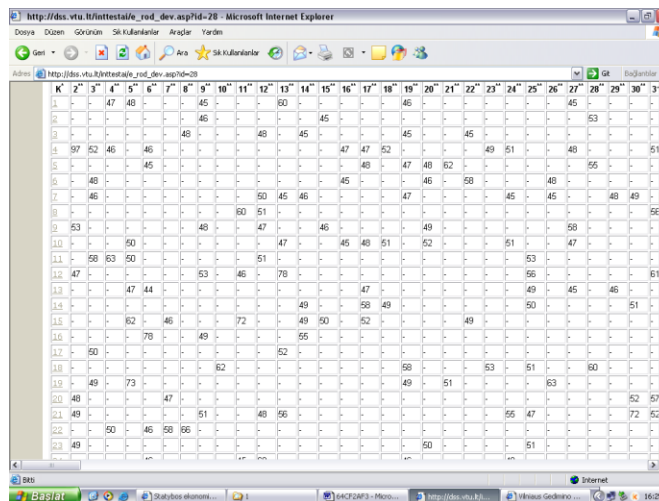 http://dss.vtu.lt/inttestai/e_rod_dev.asp?id=28 - Microsoft Internet Explorer
Dosya Düzen Görünüm Sık Kullanılanlar Araçlar Yardım
Geri Ara Sık Kullanılanlar
Adres http://dss.vtu.lt/inttestai/e_rod_dev.asp?id=28 Git Bağlantılar
K* 2** 3** 4** 5** 6** 7** 8** 9** 10** 11** 12** 13** 14** 15** 16** 17** 18** 19** 20** 21** 22** 23** 24** 25** 26** 27** 28** 29** 30**
1 - - 47 48 - - - 45 - - - 60 - - - - - 46 - - - - - - - 45 - - - -
2 - - - - - - - 46 - - - - - 45 - - - - - - - - - - - - 53 - - -
3 - - - - - - 48 - - - 48 - 45 - - - - 45 - - 45 - - - - - - - - -
4 97 52 46 - 46 - - - - - - - - - 47 47 52 - - - - 49 51 - - 48 - - - 51
5 - - - - 45 - - - - - - - - - - 48 - 47 48 62 - - - - - - 55 - - -
6 - 48 - - - - - - - - - - - - 45 - - - 46 - 58 - - - 48 - - - - -
7 - 46 - - - - - - - - 50 45 46 - - - - 47 - - - - 45 - 45 - - 48 49 -
8 - - - - - - - - - 60 51 - - - - - - - - - - - - - - - - - - 56
9 53 - - - - - - 48 - - 47 - - 46 - - - - 49 - - - - - - 58 - - - -
10 - - - 50 - - - - - - - 47 - - 45 48 51 - 52 - - - 51 - - 47 - - - -
11 - 58 63 50 - - - - - - 51 - - - - - - - - - - - - 53 - - - - - -
12 47 - - - - - - 53 - 46 - 78 - - - - - - - - - - - 56 - - - - - 61
13 - - - 47 44 - - - - - - - - - - 47 - - - - - - - 49 - 45 - 46 - -
14 - - - - - - - - - - - - 49 - - 58 49 - - - - - - 50 - - - - 51 -
15 - - - 62 - 46 - - - 72 - - 49 50 - 52 - - - - 49 - - - - - - - - -
16 - - - - 78 - - 49 - - - - 55 - - - - - - - - - - - - - - - - -
17 - 50 - - - - - - - - - 52 - - - - - - - - - - - - - - - - - -
18 - - - - - - - - 62 - - - - - - - - 58 - - - 53 - 51 - - 60 - - -
19 - 49 - 73 - - - - - - - - - - - - - 49 - 51 - - - - 63 - - - - -
20 48 - - - - 47 - - - - - - - - - - - - - - - - - - - - - - 52 57
21 49 - - - - - - 51 - - 48 56 - - - - - - - - - - 55 47 - - - - 72 52
22 - - 50 - 46 58 66 - - - - - - - - - - - - - - - - - - - - - - -
23 49 - - - - - - - - - - - - - - - - - 50 - - - - 51 - - - - - -
Bitti Internet
Başlat Statybos ekonomi... 1 64CF2AF3 - Micro... http://dss.vtu.lt/i... Vilniaus Gedimino ...